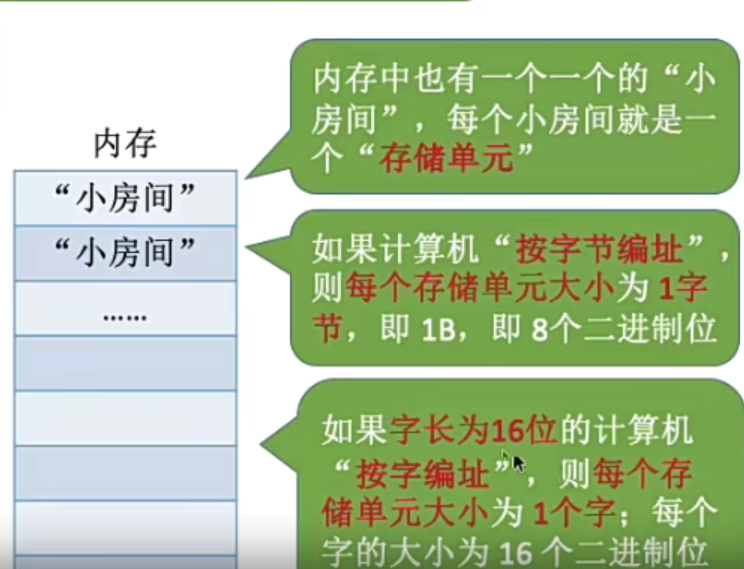 内存中也有一个一个的“小
房间”，每个小房间就是一
个“存储单元”
内存
“小房间”
“小房间”
……
如果计算机“按字节编址”，
则每个存储单元大小为 1字
节，即 1B，即 8个二进制位
如果字长为16位的计算机
“按字编址”，则每个存
储单元大小为 1个字；每个
字的大小为 16 个二进制位